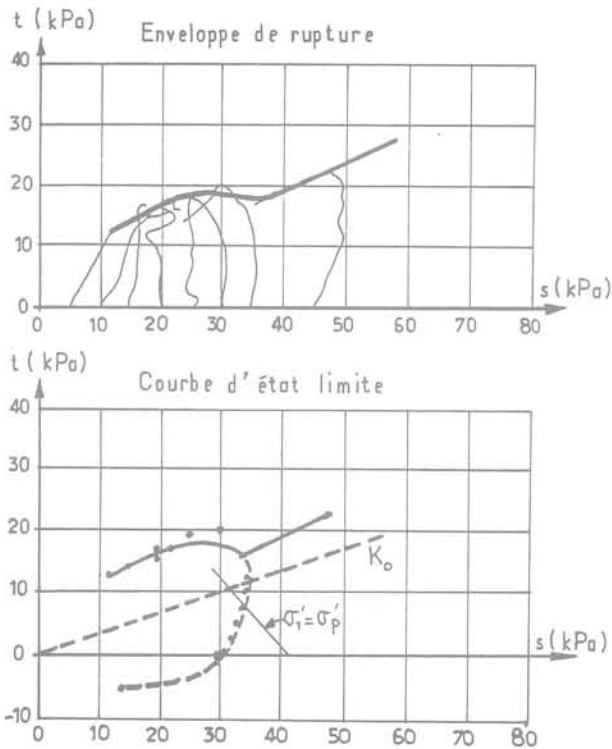 t (kPa)
Enveloppe de rupture
40
30
20
10
0
s (kPa)
0 10 20 30 40 50 60 70 80
t (kPa)
Courbe d'état limite
40
30
20
K₀
10
σ'₁=σ'p
s (kPa)
0
-10
0 10 20 30 40 50 60 70 80